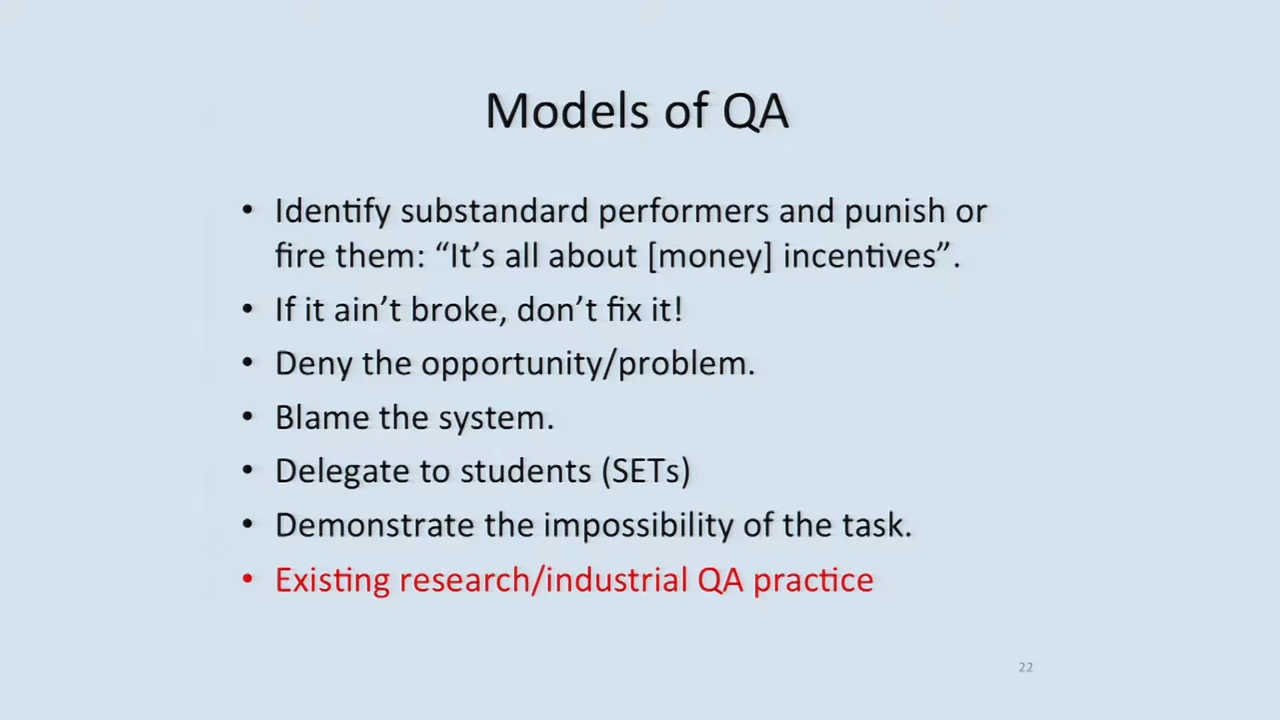 Models of QA
• Identify substandard performers and punish or
fire them: “It’s all about [money] incentives”.
• If it ain’t broke, don’t fix it!
• Deny the opportunity/problem.
• Blame the system.
• Delegate to students (SETs)
• Demonstrate the impossibility of the task.
• Existing research/industrial QA practice
22